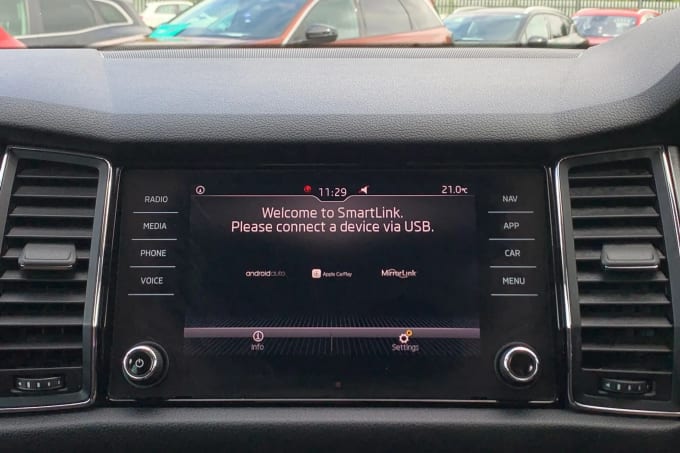 RADIO
MEDIA
PHONE
VOICE
11:29
21.0°C
Welcome to SmartLink.
Please connect a device via USB.
androidauto
Apple CarPlay
MirrorLink
Info
Settings
NAV
APP
CAR
MENU